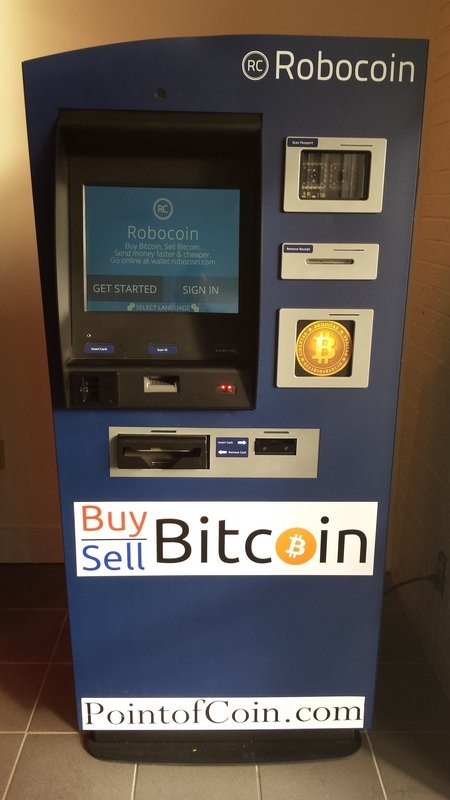 RC Robocoin
Scan Passport
RC
Robocoin
Buy Bitcoin. Sell Bitcoin.
Send money faster & cheaper.
Go online at wallet.robocoin.com
GET STARTED
SIGN IN
SELECT LANGUAGE
Remove Receipt
Insert Card
Scan ID
Insert Cash
Remove Cash
Buy
Sell
Bitcoin
PointofCoin.com